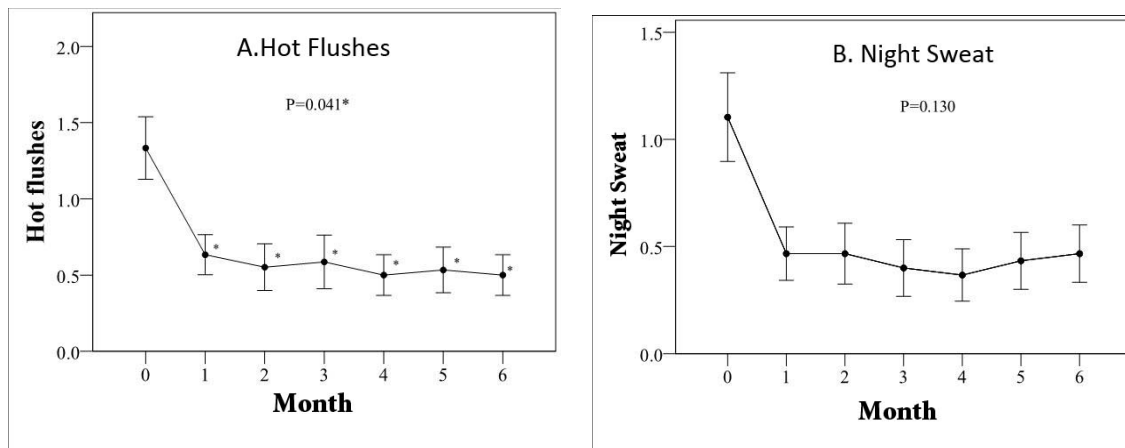 A.Hot Flushes
P=0.041*
Hot flushes
2.0
1.5
1.0
0.5
0.0
* * * * * *
0 1 2 3 4 5 6
Month
B. Night Sweat
P=0.130
Night Sweat
1.5
1.0
0.5
0.0
0 1 2 3 4 5 6
Month